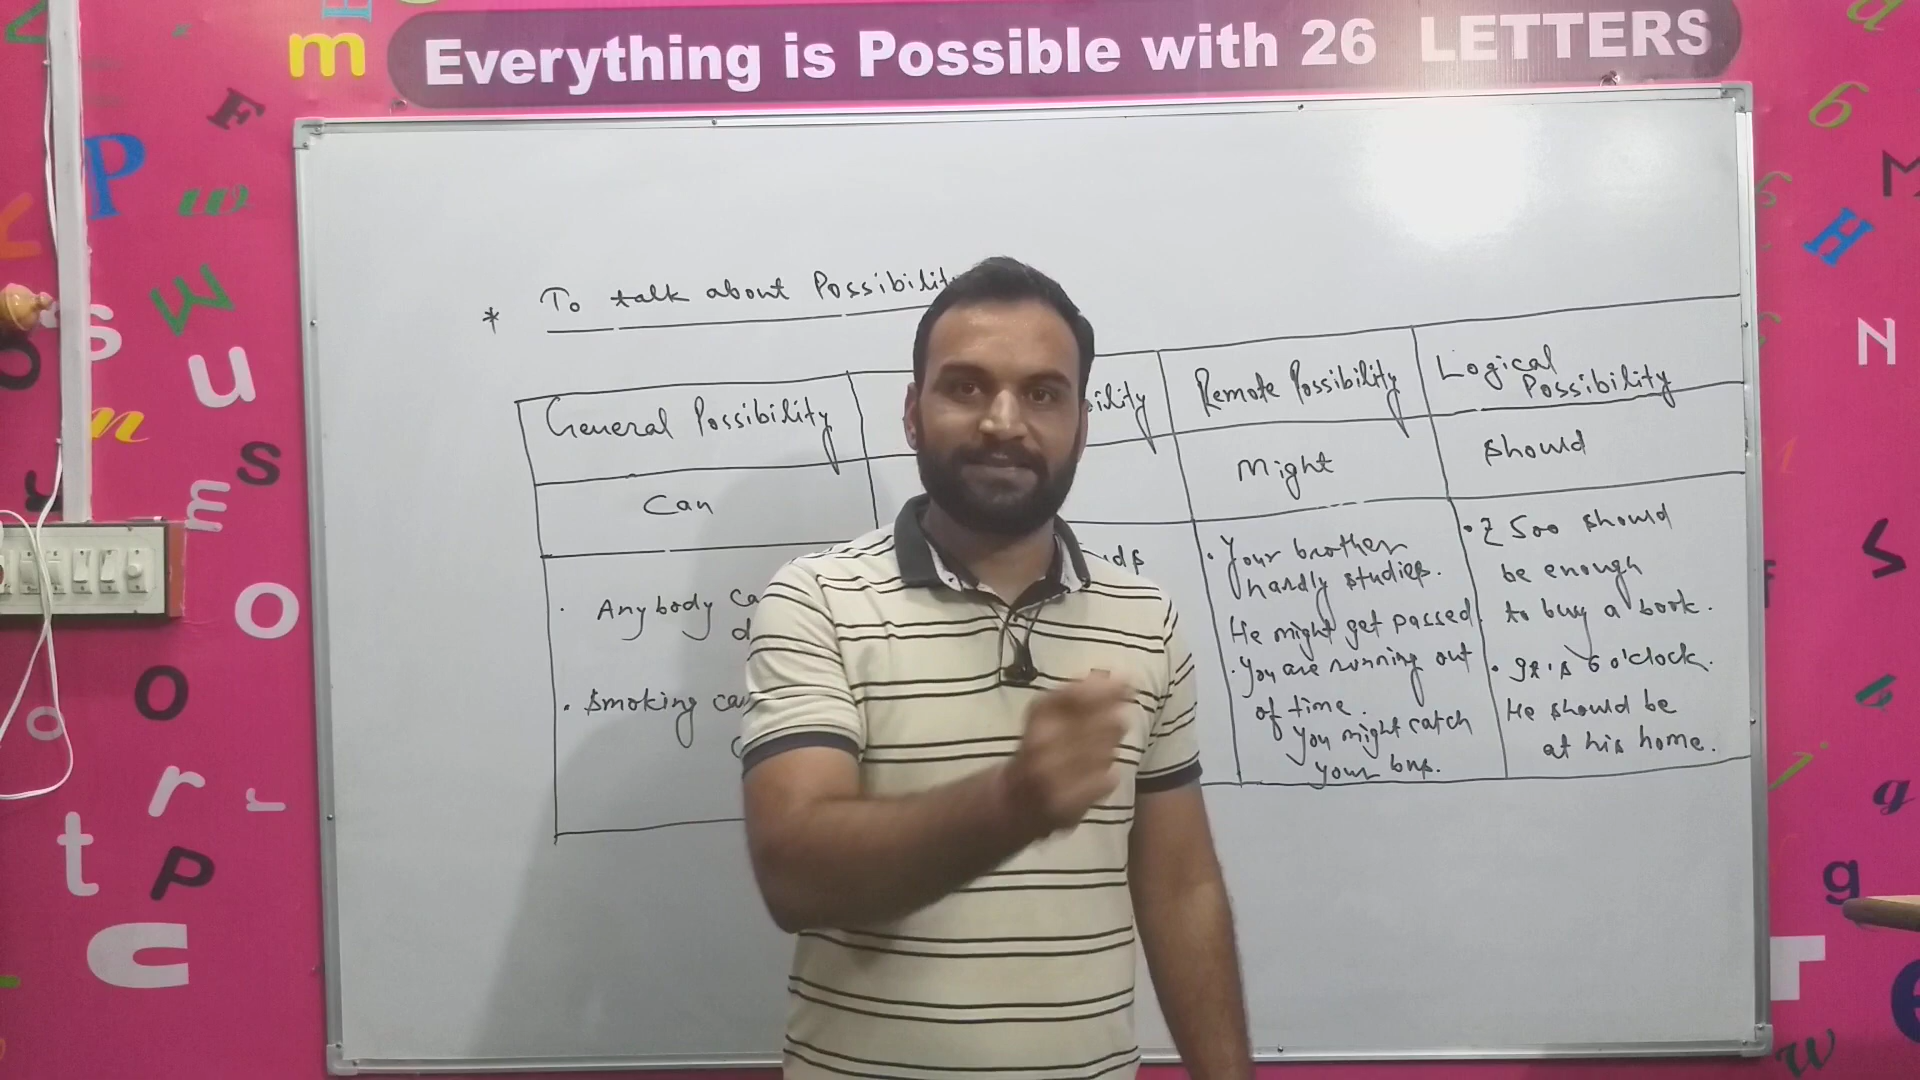 Everything is Possible with 26 LETTERS
* To talk about Possibility
General Possibility
Remote Possibility
Logical
Possibility
Can
Might
Should
. Anybody
. Smoking
. Your brother
hardly studies.
He might get passed.
. You are running out
of time.
You might catch
your bus.
. ₹ 500 should
be enough
to buy a book.
. It's 6 o'clock.
He should be
at his home.